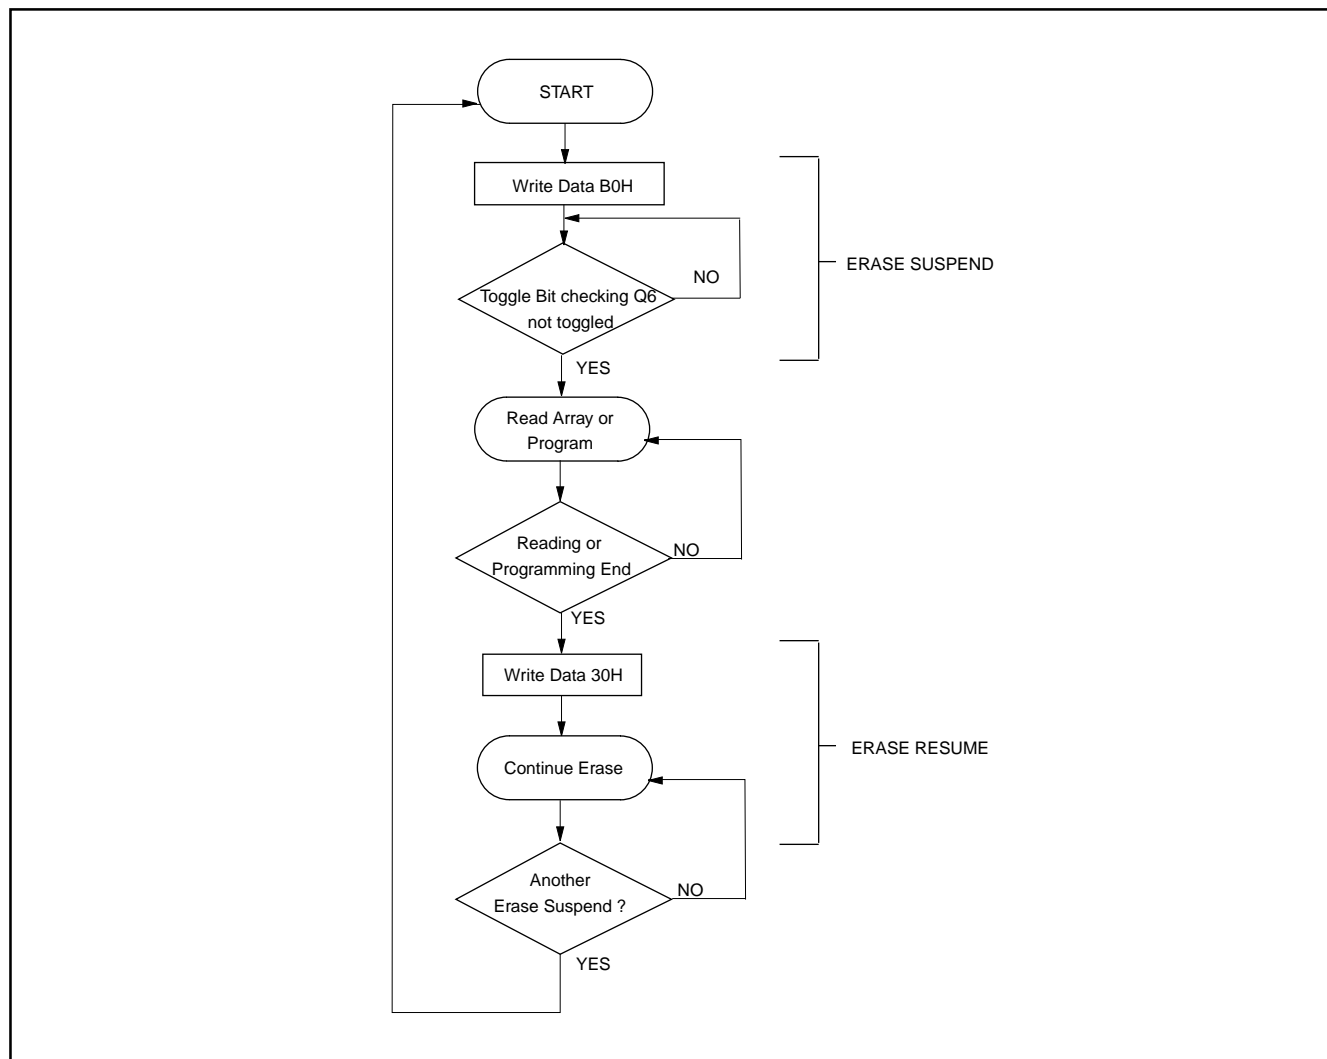 START
Write Data B0H
ERASE SUSPEND
NO
Toggle Bit checking Q6
not toggled
YES
Read Array or
Program
Reading or
Programming End
NO
YES
Write Data 30H
ERASE RESUME
Continue Erase
Another
Erase Suspend ?
NO
YES